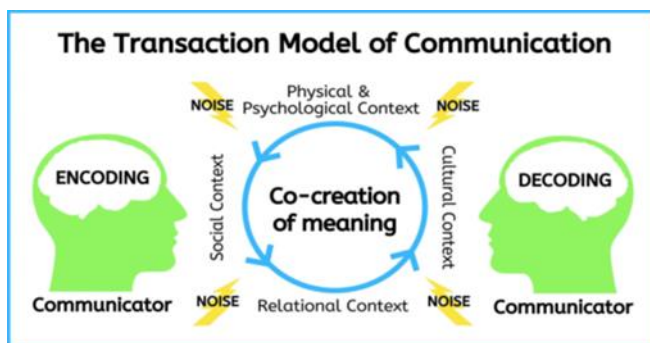 The Transaction Model of Communication
NOISE
Physical &
Psychological Context
NOISE
ENCODING
Social Context
Co-creation
of meaning
Cultural Context
DECODING
Communicator
NOISE
Relational Context
NOISE
Communicator